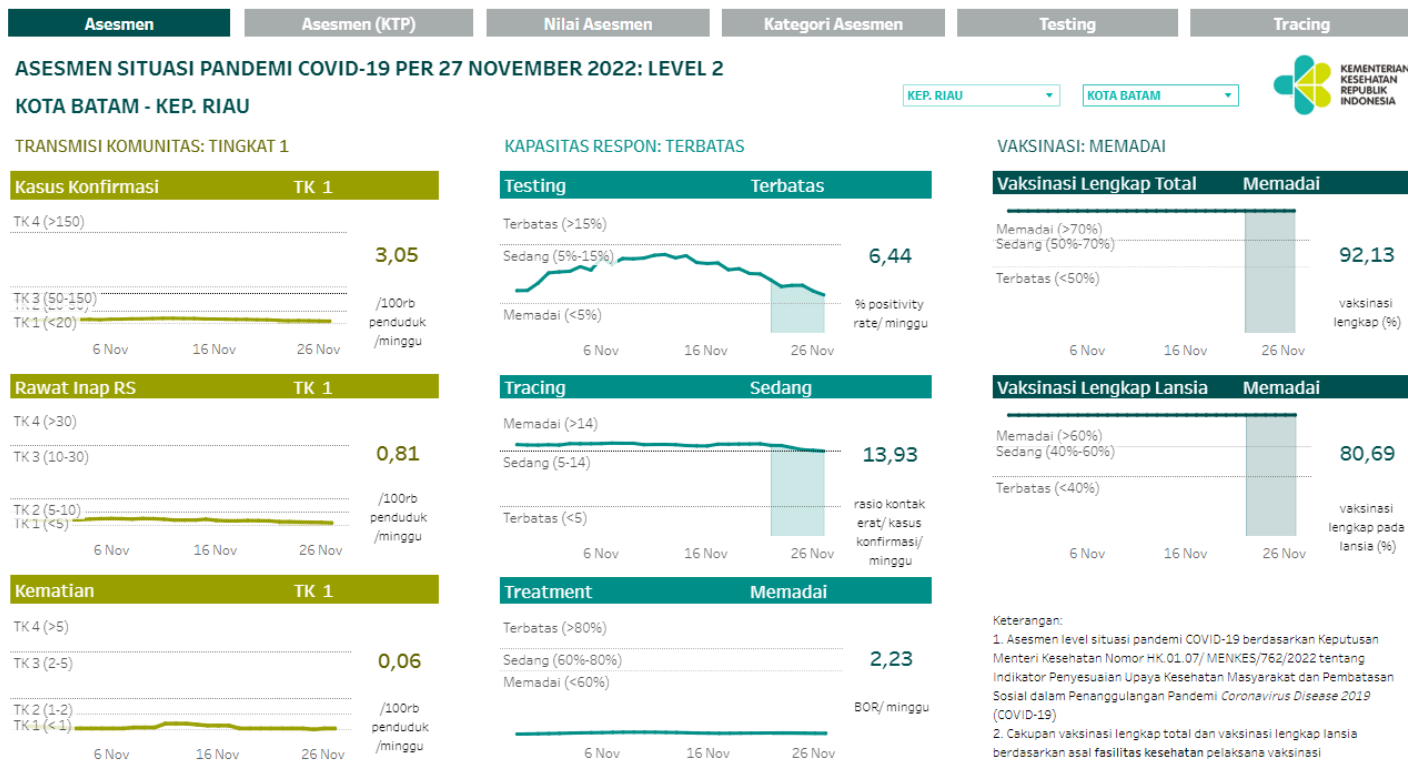 Asesmen
Asesmen (KTP)
Nilai Asesmen
Kategori Asesmen
Testing
Tracing
ASESMEN SITUASI PANDEMI COVID-19 PER 27 NOVEMBER 2022: LEVEL 2
KOTA BATAM - KEP. RIAU
KEP. RIAU
KOTA BATAM
KEMENTERIAN
KESEHATAN
REPUBLIK
INDONESIA
TRANSMISI KOMUNITAS: TINGKAT 1
Kasus Konfirmasi TK 1
TK 4 (>150)
TK 3 (50-150)
TK 1 (<20)
3,05
/100rb
penduduk
/minggu
6 Nov 16 Nov 26 Nov
Rawat Inap RS TK 1
TK 4 (>30)
TK 3 (10-30)
TK 2 (5-10)
TK 1 (<5)
0,81
/100rb
penduduk
/minggu
6 Nov 16 Nov 26 Nov
Kematian TK 1
TK 4 (>5)
TK 3 (2-5)
TK 2 (1-2)
TK 1 (<1)
0,06
/100rb
penduduk
/minggu
6 Nov 16 Nov 26 Nov
KAPASITAS RESPON: TERBATAS
Testing Terbatas
Terbatas (>15%)
Sedang (5%-15%)
Memadai (<5%)
6,44
% positivity
rate/ minggu
6 Nov 16 Nov 26 Nov
Tracing Sedang
Memadai (>14)
Sedang (5-14)
Terbatas (<5)
13,93
rasio kontak
erat/ kasus
konfirmasi/
minggu
6 Nov 16 Nov 26 Nov
Treatment Memadai
Terbatas (>80%)
Sedang (60%-80%)
Memadai (<60%)
2,23
BOR/ minggu
6 Nov 16 Nov 26 Nov
VAKSINASI: MEMADAI
Vaksinasi Lengkap Total Memadai
Memadai (>70%)
Sedang (50%-70%)
Terbatas (<50%)
92,13
vaksinasi
lengkap (%)
6 Nov 16 Nov 26 Nov
Vaksinasi Lengkap Lansia Memadai
Memadai (>60%)
Sedang (40%-60%)
Terbatas (<40%)
80,69
vaksinasi
lengkap pada
lansia (%)
6 Nov 16 Nov 26 Nov
Keterangan:
1. Asesmen level situasi pandemi COVID-19 berdasarkan Keputusan
Menteri Kesehatan Nomor HK.01.07/ MENKES/762/2022 tentang
Indikator Penyesuaian Upaya Kesehatan Masyarakat dan Pembatasan
Sosial dalam Penanggulangan Pandemi Coronavirus Disease 2019
(COVID-19)
2. Cakupan vaksinasi lengkap total dan vaksinasi lengkap lansia
berdasarkan asal fasilitas kesehatan pelaksana vaksinasi